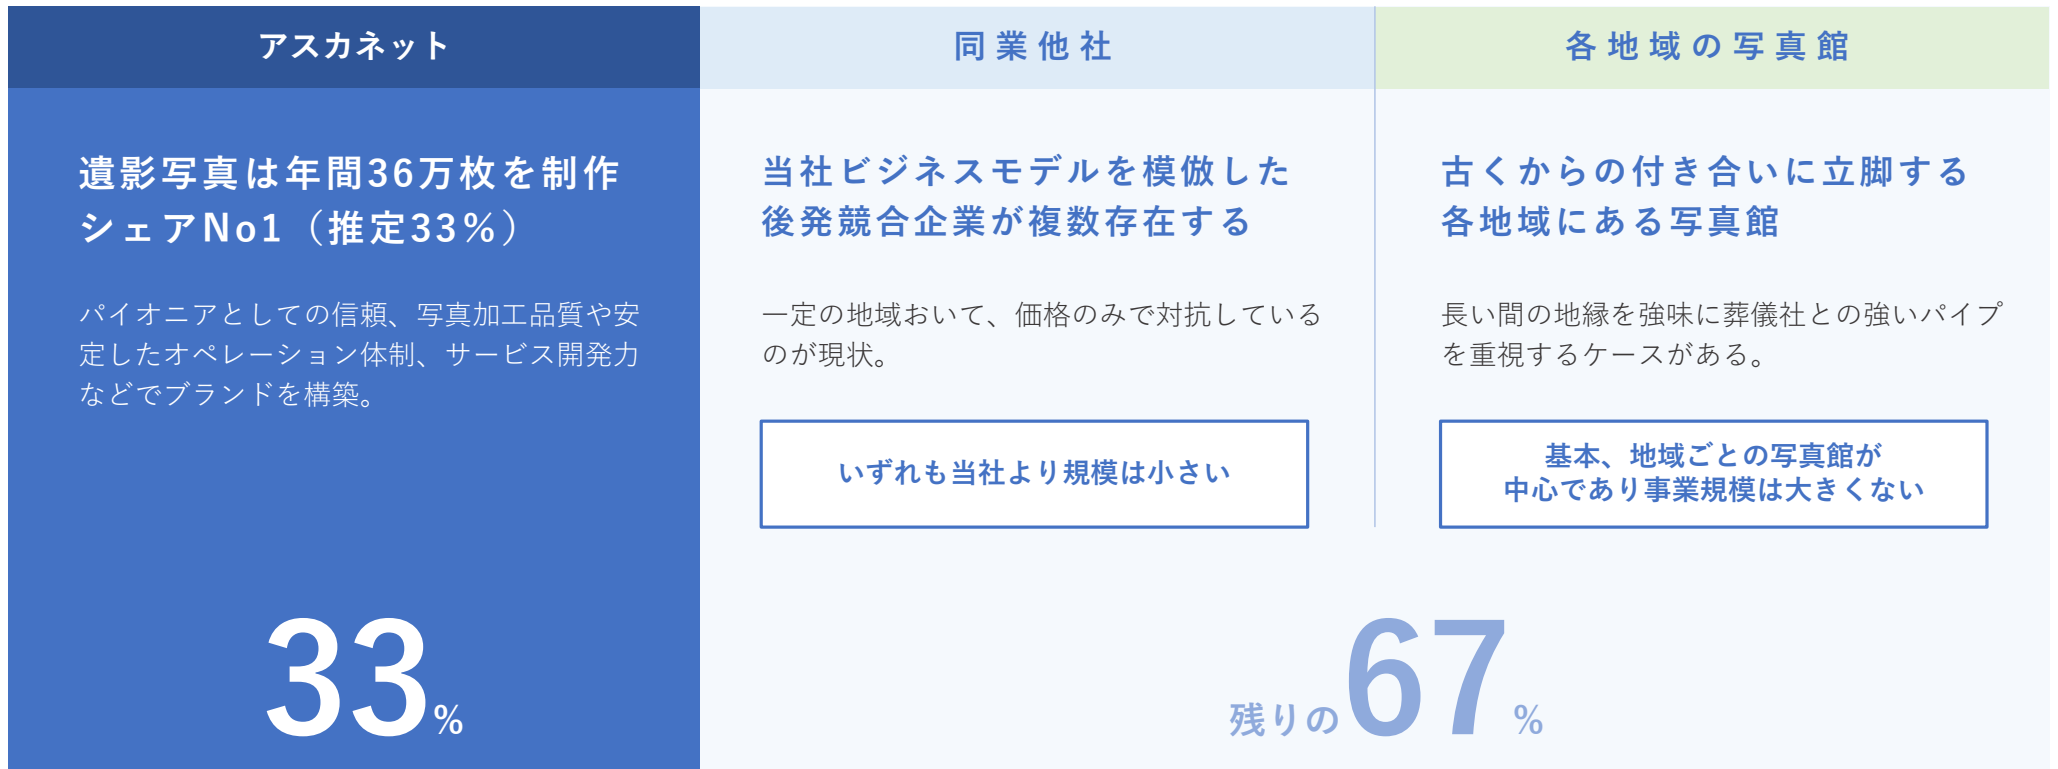 アスカネット
遺影写真は年間36万枚を制作
シェアNo1（推定33％）
パイオニアとしての信頼、写真加工品質や安
定したオペレーション体制、サービス開発力
などでブランドを構築。
33%
同業他社
当社ビジネスモデルを模倣した
後発競合企業が複数存在する
一定の地域おいて、価格のみで対抗している
のが現状。
いずれも当社より規模は小さい
各地域の写真館
古くからの付き合いに立脚する
各地域にある写真館
長い間の地縁を強味に葬儀社との強いパイプ
を重視するケースがある。
基本、地域ごとの写真館が
中心であり事業規模は大きくない
残りの67%